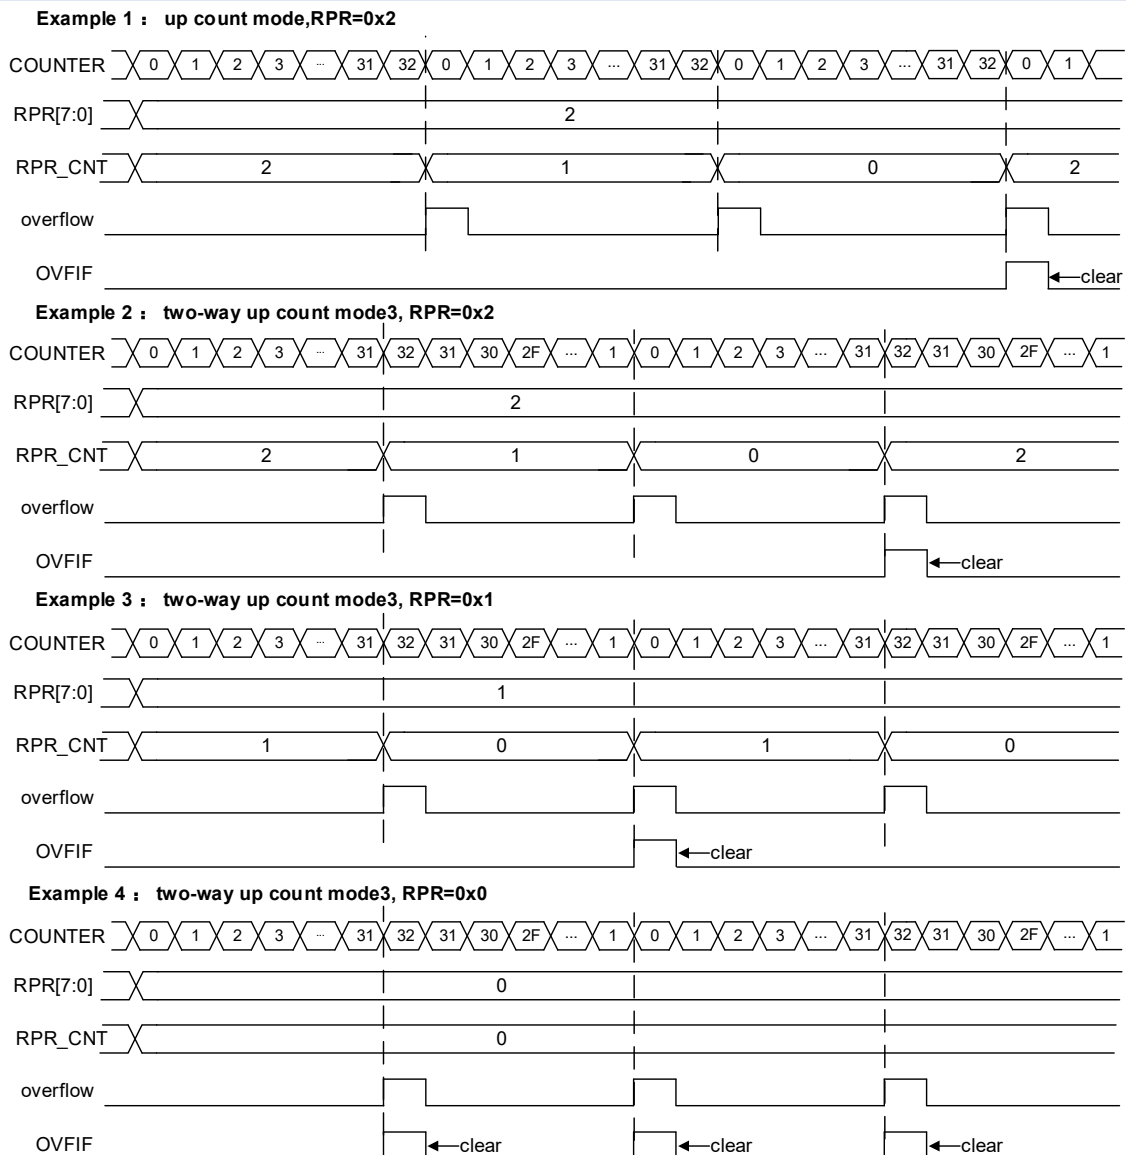 Example 1： up count mode,RPR=0x2
COUNTER 0 1 2 3 ... 31 32 0 1 2 3 ... 31 32 0 1 2 3 ... 31 32 0 1
RPR[7:0] 2
RPR_CNT 2 1 0 2
overflow
OVFIF clear
Example 2： two-way up count mode3, RPR=0x2
COUNTER 0 1 2 3 ... 31 32 31 30 2F ... 1 0 1 2 3 ... 31 32 31 30 2F ... 1
RPR[7:0] 2
RPR_CNT 2 1 0 2
overflow
OVFIF clear
Example 3： two-way up count mode3, RPR=0x1
COUNTER 0 1 2 3 ... 31 32 31 30 2F ... 1 0 1 2 3 ... 31 32 31 30 2F ... 1
RPR[7:0] 1
RPR_CNT 1 0 1 0
overflow
OVFIF clear
Example 4： two-way up count mode3, RPR=0x0
COUNTER 0 1 2 3 ... 31 32 31 30 2F ... 1 0 1 2 3 ... 31 32 31 30 2F ... 1
RPR[7:0] 0
RPR_CNT 0
overflow
OVFIF clear clear clear